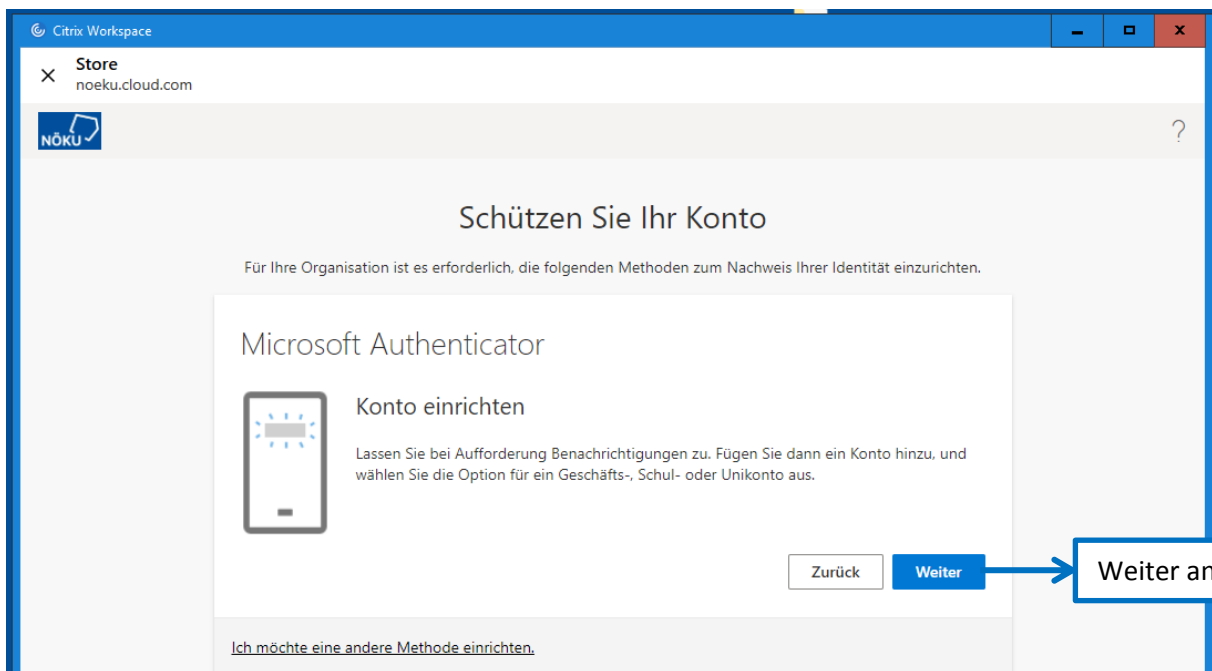 Citrix Workspace
Store
noeku.cloud.com
NÖKU
?
Schützen Sie Ihr Konto
Für Ihre Organisation ist es erforderlich, die folgenden Methoden zum Nachweis Ihrer Identität einzurichten.
Microsoft Authenticator
Konto einrichten
Lassen Sie bei Aufforderung Benachrichtigungen zu. Fügen Sie dann ein Konto hinzu, und
wählen Sie die Option für ein Geschäfts-, Schul- oder Unikonto aus.
Zurück
Weiter
Weiter an
Ich möchte eine andere Methode einrichten.